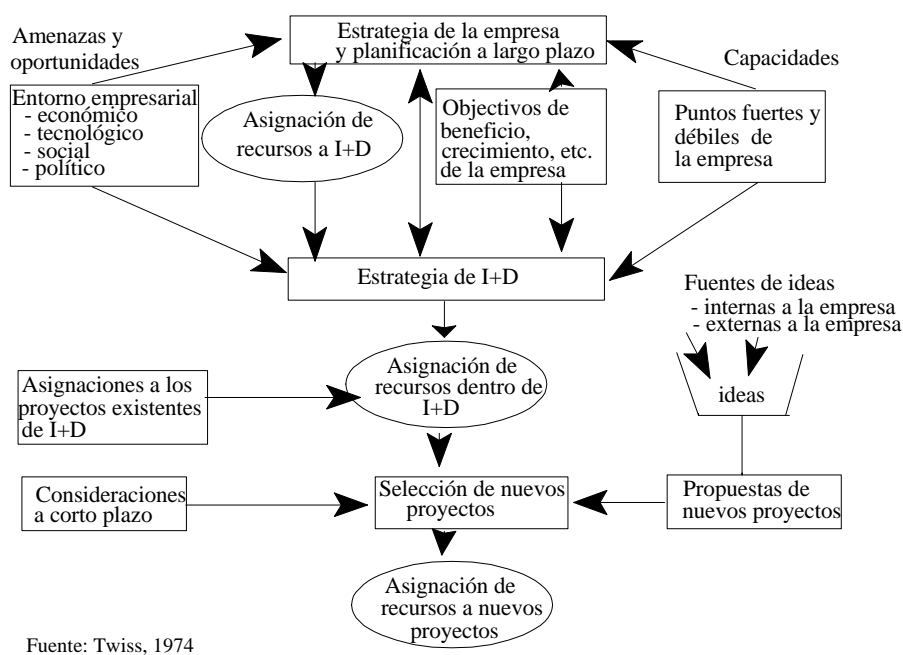 Estrategia de la empresa
y planificación a largo plazo
Amenazas y
oportunidades
Capacidades
Entorno empresarial
- económico
- tecnológico
- social
- político
Asignación de
recursos a I+D
Objectivos de
beneficio,
crecimiento, etc.
de la empresa
Puntos fuertes y
débiles de
la empresa
Estrategia de I+D
Fuentes de ideas
- internas a la empresa
- externas a la empresa
ideas
Asignación de
recursos dentro de
I+D
Asignaciones a los
proyectos existentes
de I+D
Consideraciones
a corto plazo
Selección de nuevos
proyectos
Propuestas de
nuevos proyectos
Asignación de
recursos a nuevos
proyectos
Fuente: Twiss, 1974